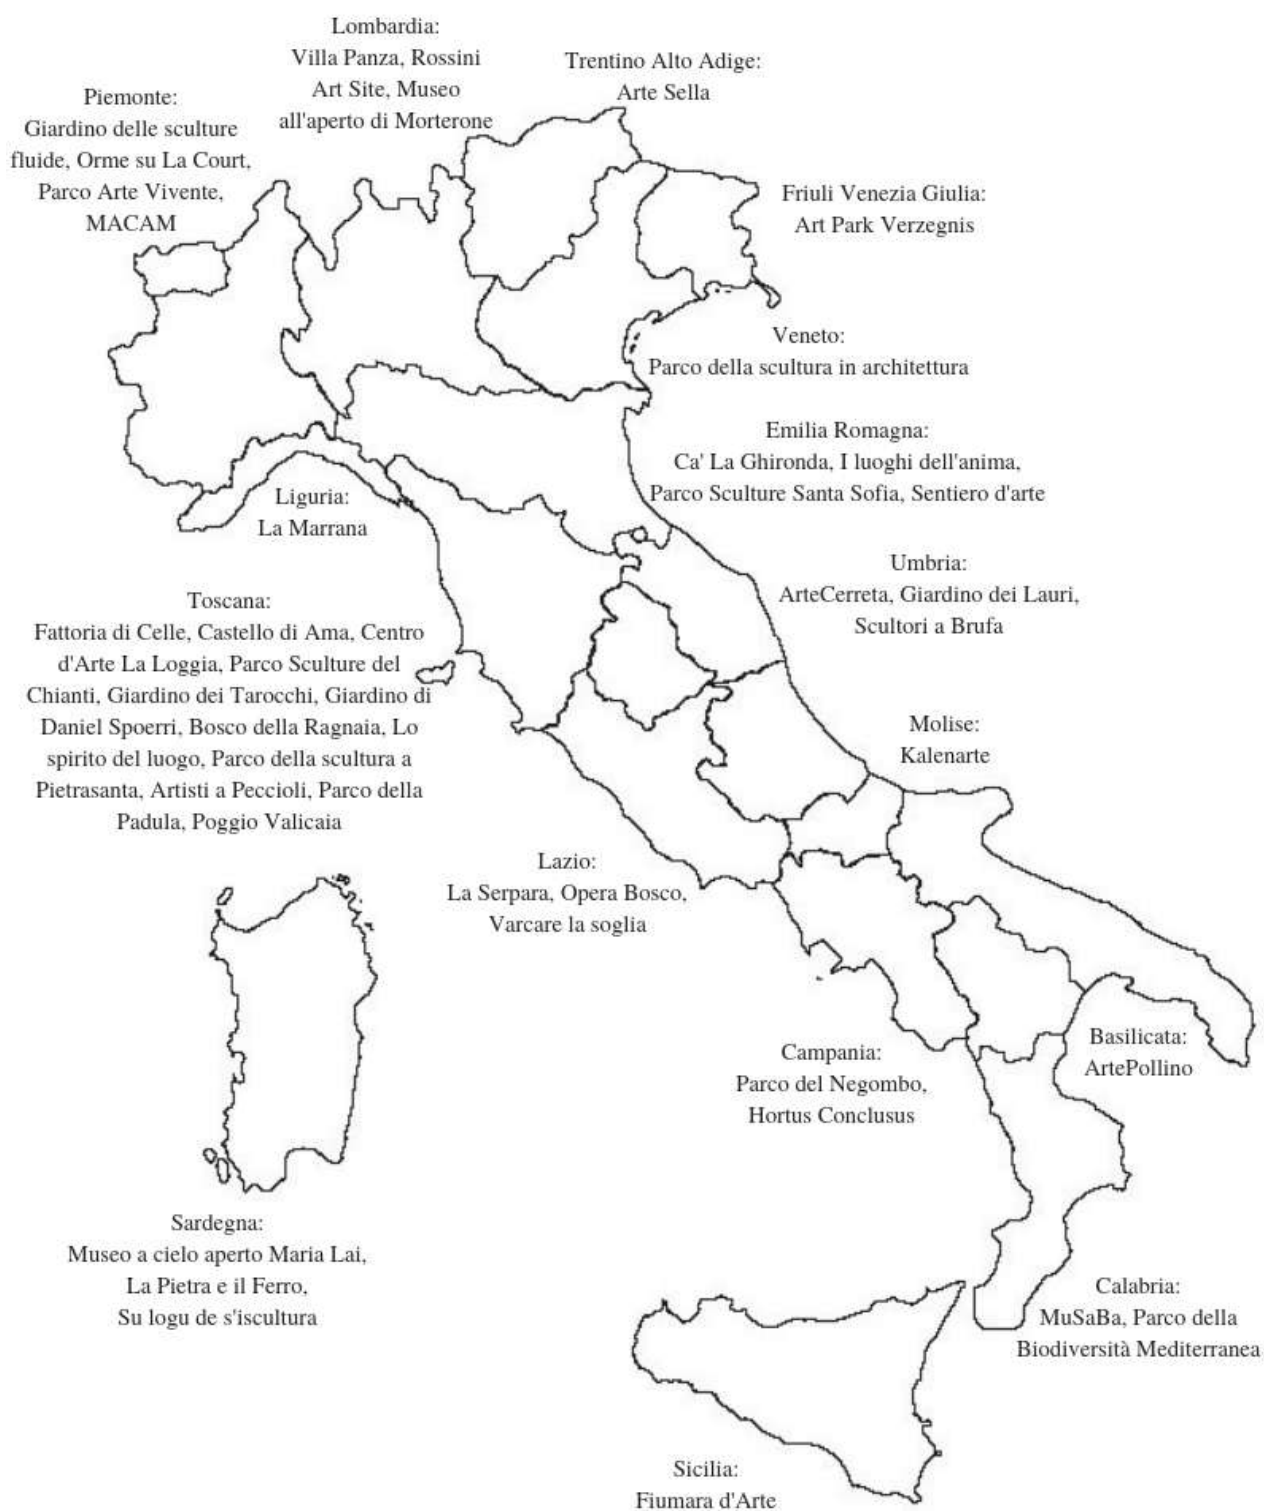 Lombardia:
Villa Panza, Rossini
Art Site, Museo
all'aperto di Morterone
Trentino Alto Adige:
Arte Sella
Piemonte:
Giardino delle sculture
fluide, Orme su La Court,
Parco Arte Vivente,
MACAM
Friuli Venezia Giulia:
Art Park Verzegnis
Veneto:
Parco della scultura in architettura
Emilia Romagna:
Ca' La Ghironda, I luoghi dell'anima,
Parco Sculture Santa Sofia, Sentiero d'arte
Liguria:
La Marrana
Umbria:
ArteCerreta, Giardino dei Lauri,
Scultori a Brufa
Toscana:
Fattoria di Celle, Castello di Ama, Centro
d'Arte La Loggia, Parco Sculture del
Chianti, Giardino dei Tarocchi, Giardino di
Daniel Spoerri, Bosco della Ragnaia, Lo
spirito del luogo, Parco della scultura a
Pietrasanta, Artisti a Peccioli, Parco della
Padula, Poggio Valicaia
Molise:
Kalenarte
Lazio:
La Serpara, Opera Bosco,
Varcare la soglia
Campania:
Parco del Negombo,
Hortus Conclusus
Basilicata:
ArtePollino
Sardegna:
Museo a cielo aperto Maria Lai,
La Pietra e il Ferro,
Su logu de s'iscultura
Calabria:
MuSaBa, Parco della
Biodiversità Mediterranea
Sicilia:
Fiumara d'Arte